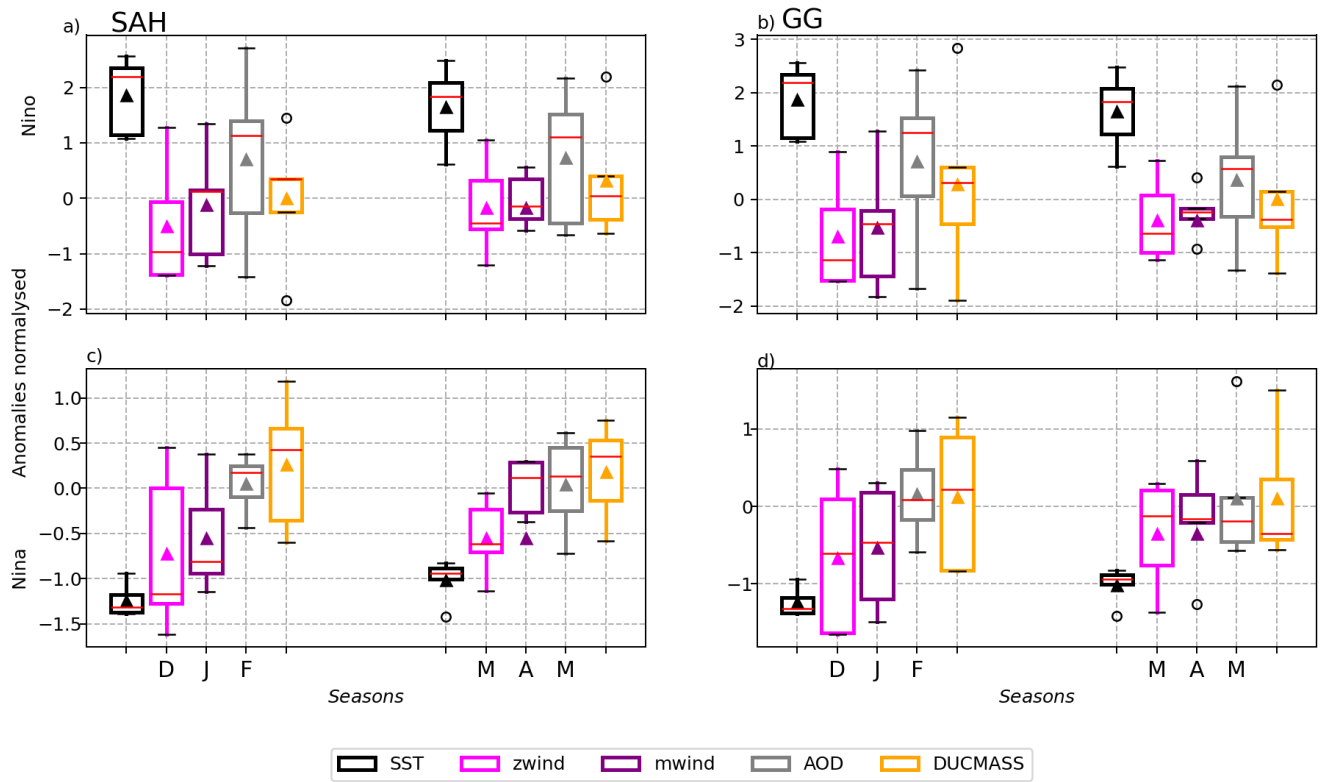 a) SAH
b) GG
2
1
0
−1
−2
3
2
1
0
−1
−2
Nino
Anomalies normalysed
Nina
c)
d)
1.0
0.5
0.0
−0.5
−1.0
−1.5
1
0
−1
D J F M A M
D J F M A M
Seasons
Seasons
SST zwind mwind AOD DUCMASS